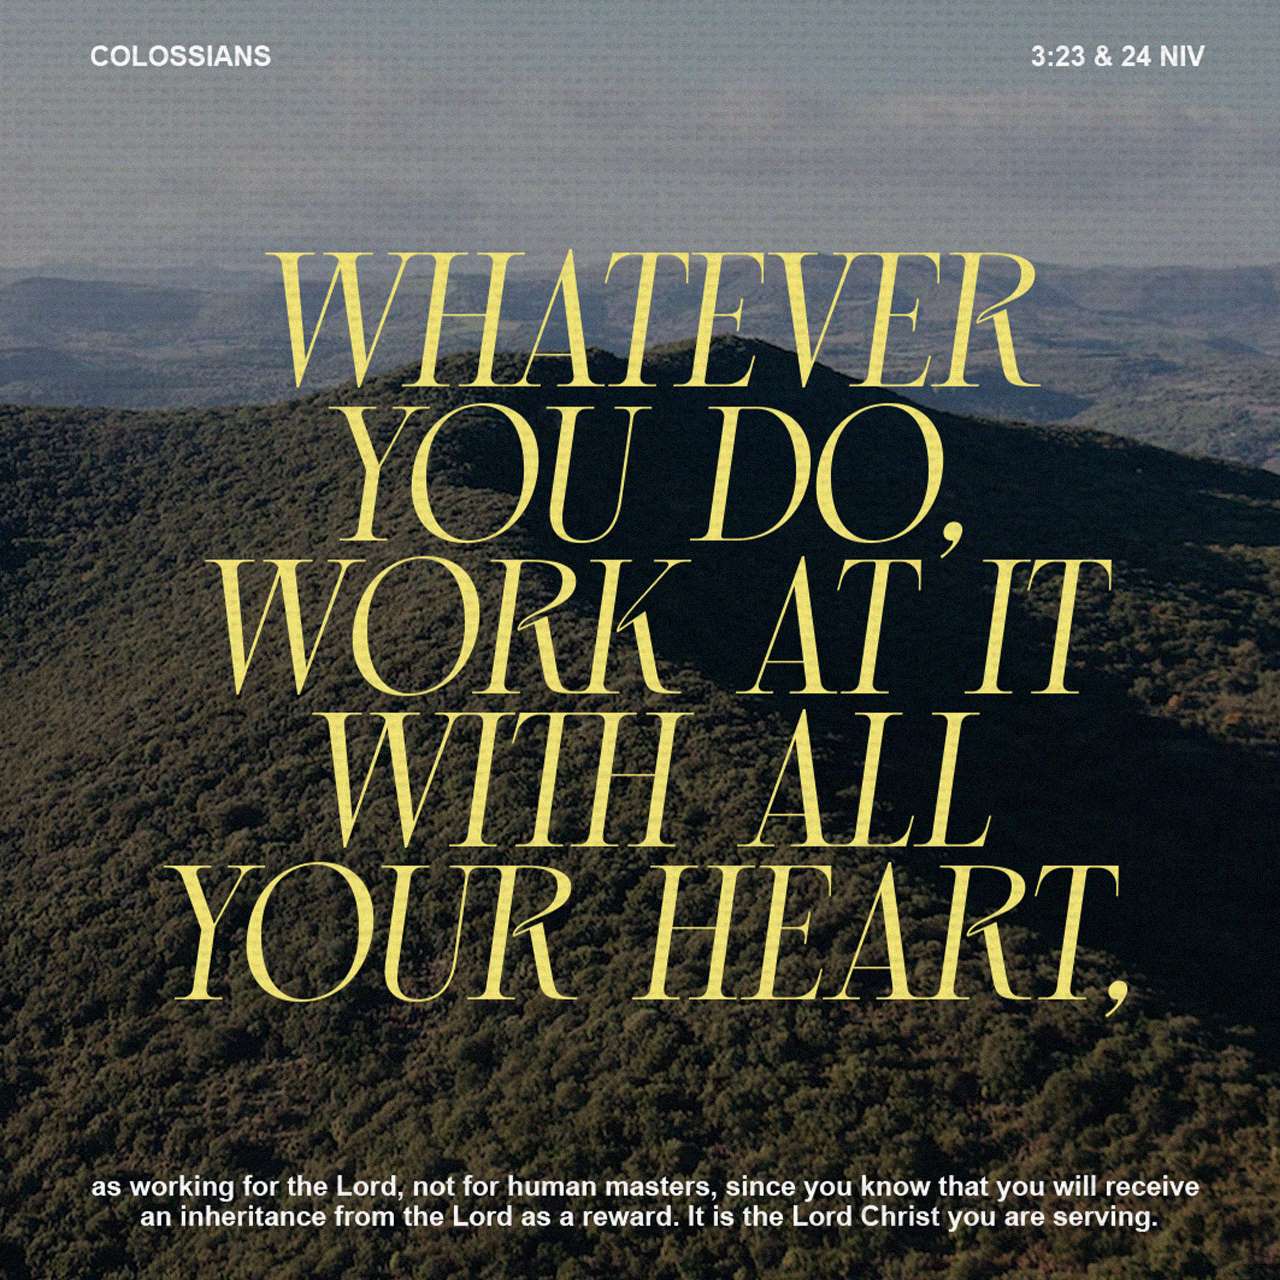 COLOSSIANS
3:23 & 24 NIV
WHATEVER
YOU DO,
WORK AT IT
WITH ALL
YOUR HEART,
as working for the Lord, not for human masters, since you know that you will receive
an inheritance from the Lord as a reward. It is the Lord Christ you are serving.